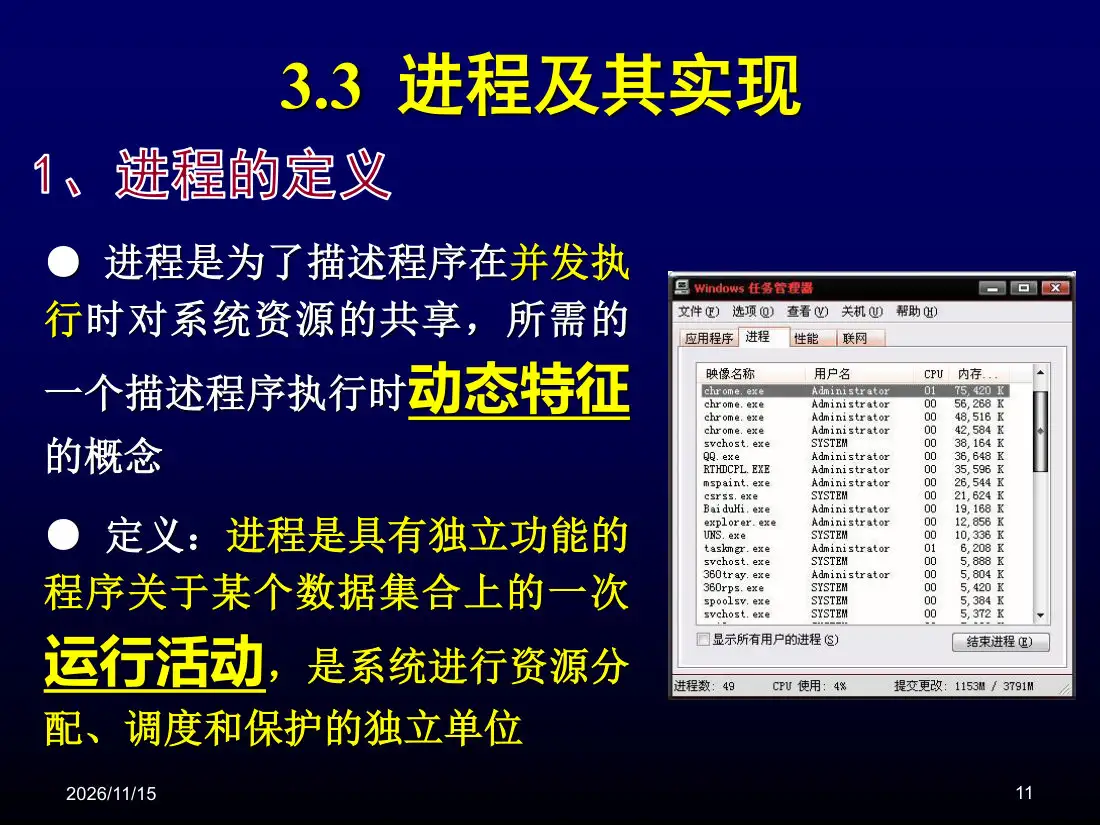 3.3 进程及其实现
1、进程的定义
● 进程是为了描述程序在并发执
行时对系统资源的共享，所需的
一个描述程序执行时动态特征
的概念
● 定义：进程是具有独立功能的
程序关于某个数据集合上的一次
运行活动，是系统进行资源分
配、调度和保护的独立单位
Windows 任务管理器
文件(F) 选项(O) 查看(V) 关机(U) 帮助(H)
应用程序 进程 性能 联网
映像名称 用户名 CPU 内存...
chrome.exe Administrator 01 75,420 K
chrome.exe Administrator 00 56,268 K
chrome.exe Administrator 00 48,516 K
chrome.exe Administrator 00 42,584 K
svchost.exe SYSTEM 00 38,164 K
QQ.exe Administrator 00 36,648 K
RTHDCPL.EXE Administrator 00 35,596 K
mspaint.exe Administrator 00 26,544 K
csrss.exe SYSTEM 00 21,624 K
BaiduHi.exe Administrator 00 19,168 K
explorer.exe Administrator 00 12,856 K
UNS.exe SYSTEM 00 10,336 K
taskmgr.exe Administrator 01 6,208 K
svchost.exe SYSTEM 00 5,888 K
360tray.exe Administrator 00 5,804 K
360rps.exe SYSTEM 00 5,420 K
spoolsv.exe SYSTEM 00 5,384 K
svchost.exe SYSTEM 00 5,372 K
显示所有用户的进程(S) 结束进程(E)
进程数: 49 CPU 使用: 4% 提交更改: 1153M / 3791M
2026/11/15 11